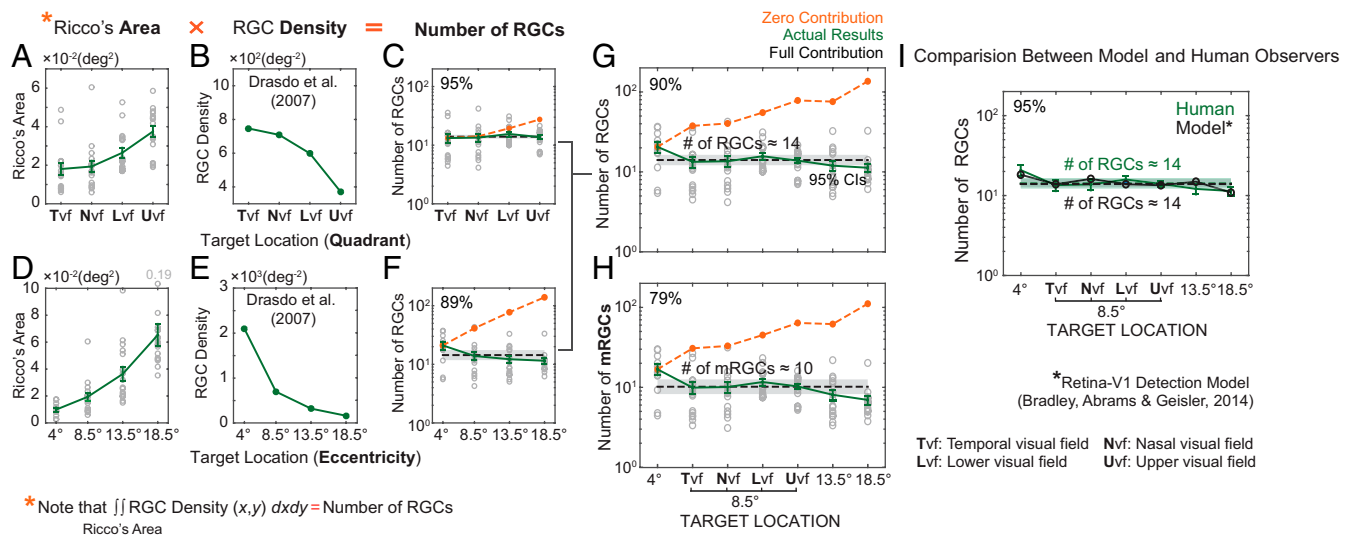 *Ricco's Area × RGC Density = Number of RGCs
Zero Contribution
Actual Results
Full Contribution
A
×10⁻²(deg²)
Ricco's Area
6
4
2
0
Tvf Nvf Lvf Uvf
B
×10²(deg⁻²)
Drasdo et al.
(2007)
RGC Density
10
8
6
4
Tvf Nvf Lvf Uvf
C
95%
Number of RGCs
10²
10¹
10⁰
Tvf Nvf Lvf Uvf
Target Location (Quadrant)
D
×10⁻²(deg²)
0.19
Ricco's Area
10
8
6
4
2
0
4° 8.5° 13.5° 18.5°
E
×10³(deg⁻²)
Drasdo et al.
(2007)
RGC Density
3
2
1
0
4° 8.5° 13.5° 18.5°
F
89%
Number of RGCs
10²
10¹
10⁰
4° 8.5° 13.5° 18.5°
Target Location (Eccentricity)
*Note that ∫∫ RGC Density (x,y) dxdy = Number of RGCs
Ricco's Area
G
90%
Number of RGCs
10²
10¹
10⁰
# of RGCs ≈ 14
95% CIs
H
79%
Number of mRGCs
10²
10¹
10⁰
# of mRGCs ≈ 10
4° Tvf Nvf Lvf Uvf 13.5° 18.5°
8.5°
TARGET LOCATION
I Comparision Between Model and Human Observers
95%
Human
Model*
Number of RGCs
10²
10¹
10⁰
# of RGCs ≈ 14
# of RGCs ≈ 14
4° Tvf Nvf Lvf Uvf 13.5° 18.5°
8.5°
TARGET LOCATION
*Retina-V1 Detection Model
(Bradley, Abrams & Geisler, 2014)
Tvf: Temporal visual field Nvf: Nasal visual field
Lvf: Lower visual field Uvf: Upper visual field